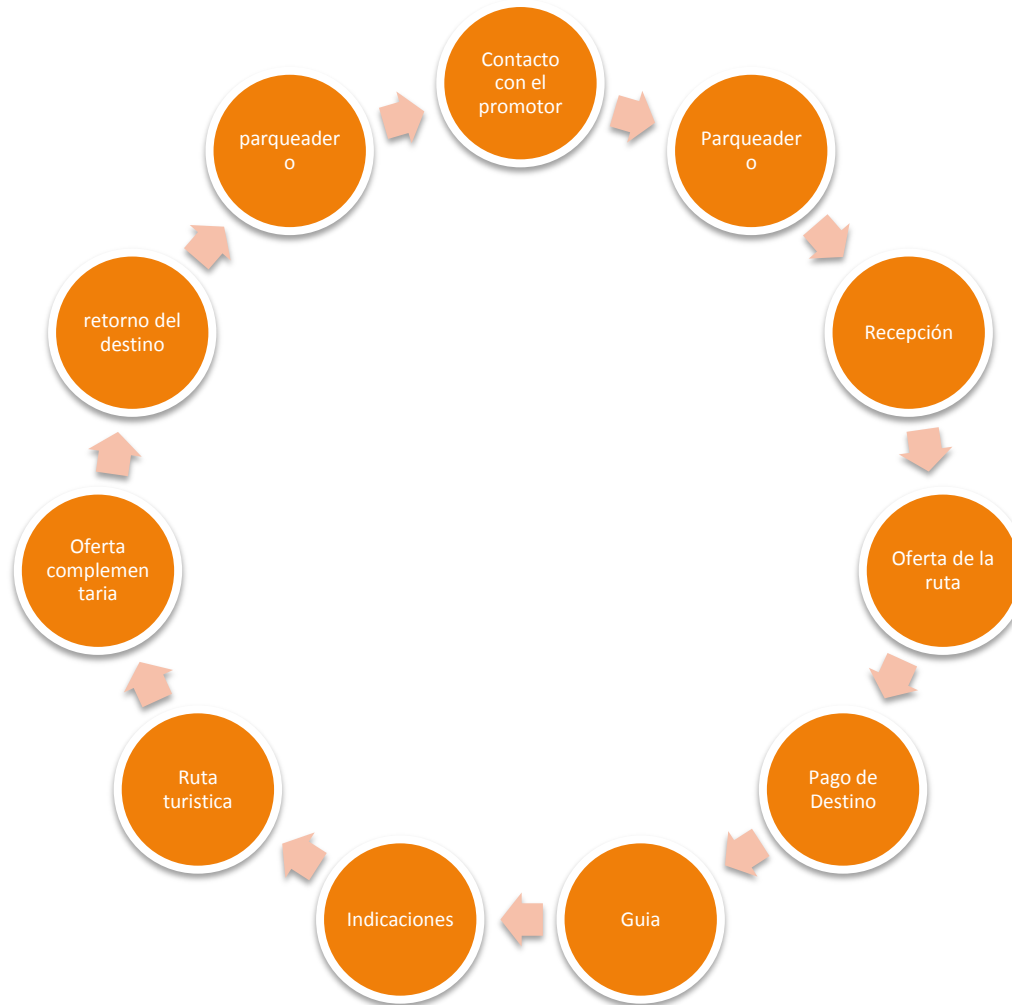 Contacto
con el
promotor
Parqueader
o
Recepción
Oferta de la
ruta
Pago de
Destino
Guia
Indicaciones
Ruta
turistica
Oferta
complemen
taria
retorno del
destino
parqueader
o